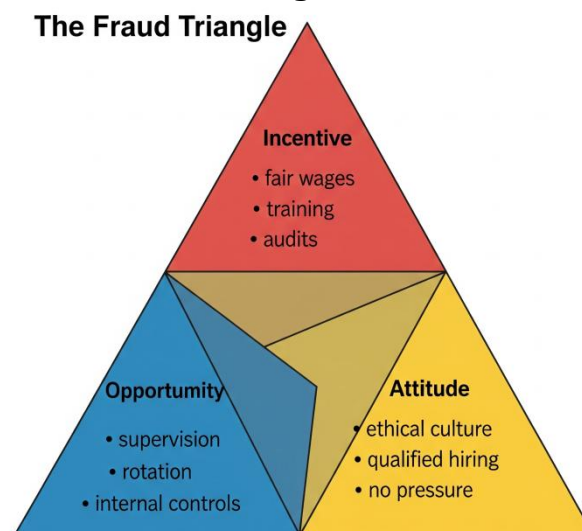 The Fraud Triangle
Incentive
• fair wages
• training
• audits
Opportunity
• supervision
• rotation
• internal controls
Attitude
• ethical culture
• qualified hiring
• no pressure